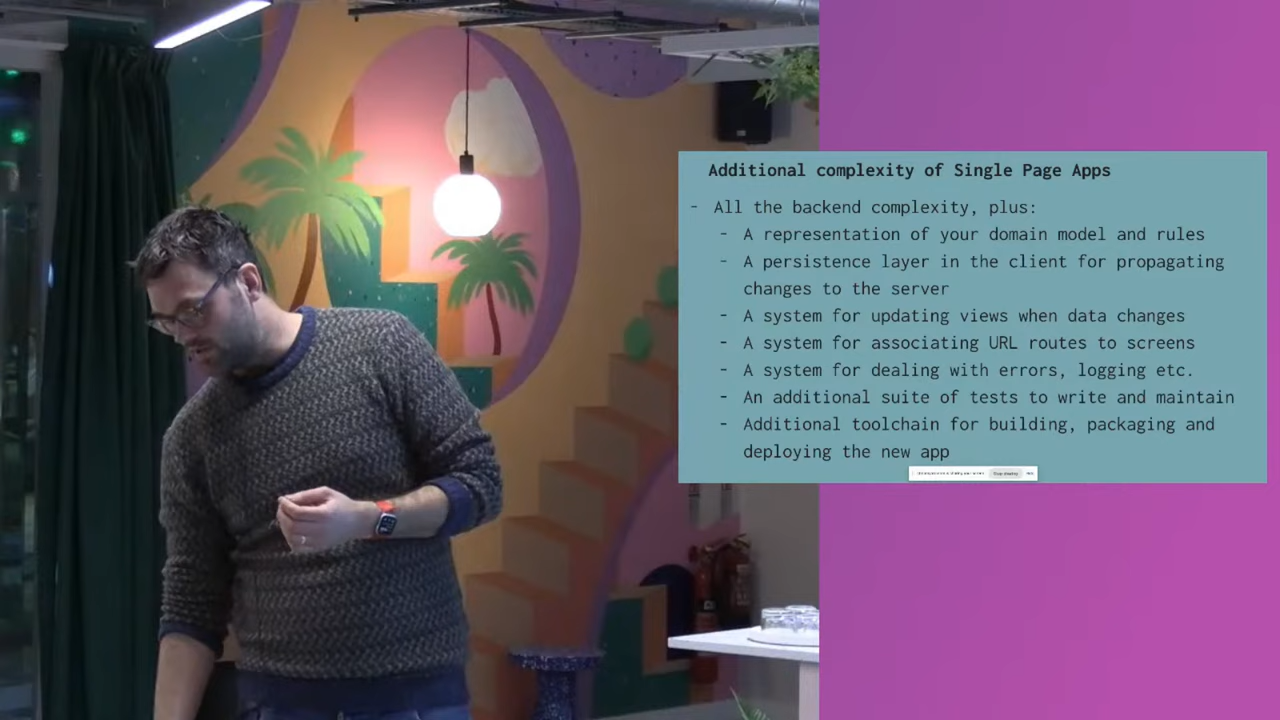 Additional complexity of Single Page Apps
- All the backend complexity, plus:
- A representation of your domain model and rules
- A persistence layer in the client for propagating
changes to the server
- A system for updating views when data changes
- A system for associating URL routes to screens
- A system for dealing with errors, logging etc.
- An additional suite of tests to write and maintain
- Additional toolchain for building, packaging and
deploying the new app